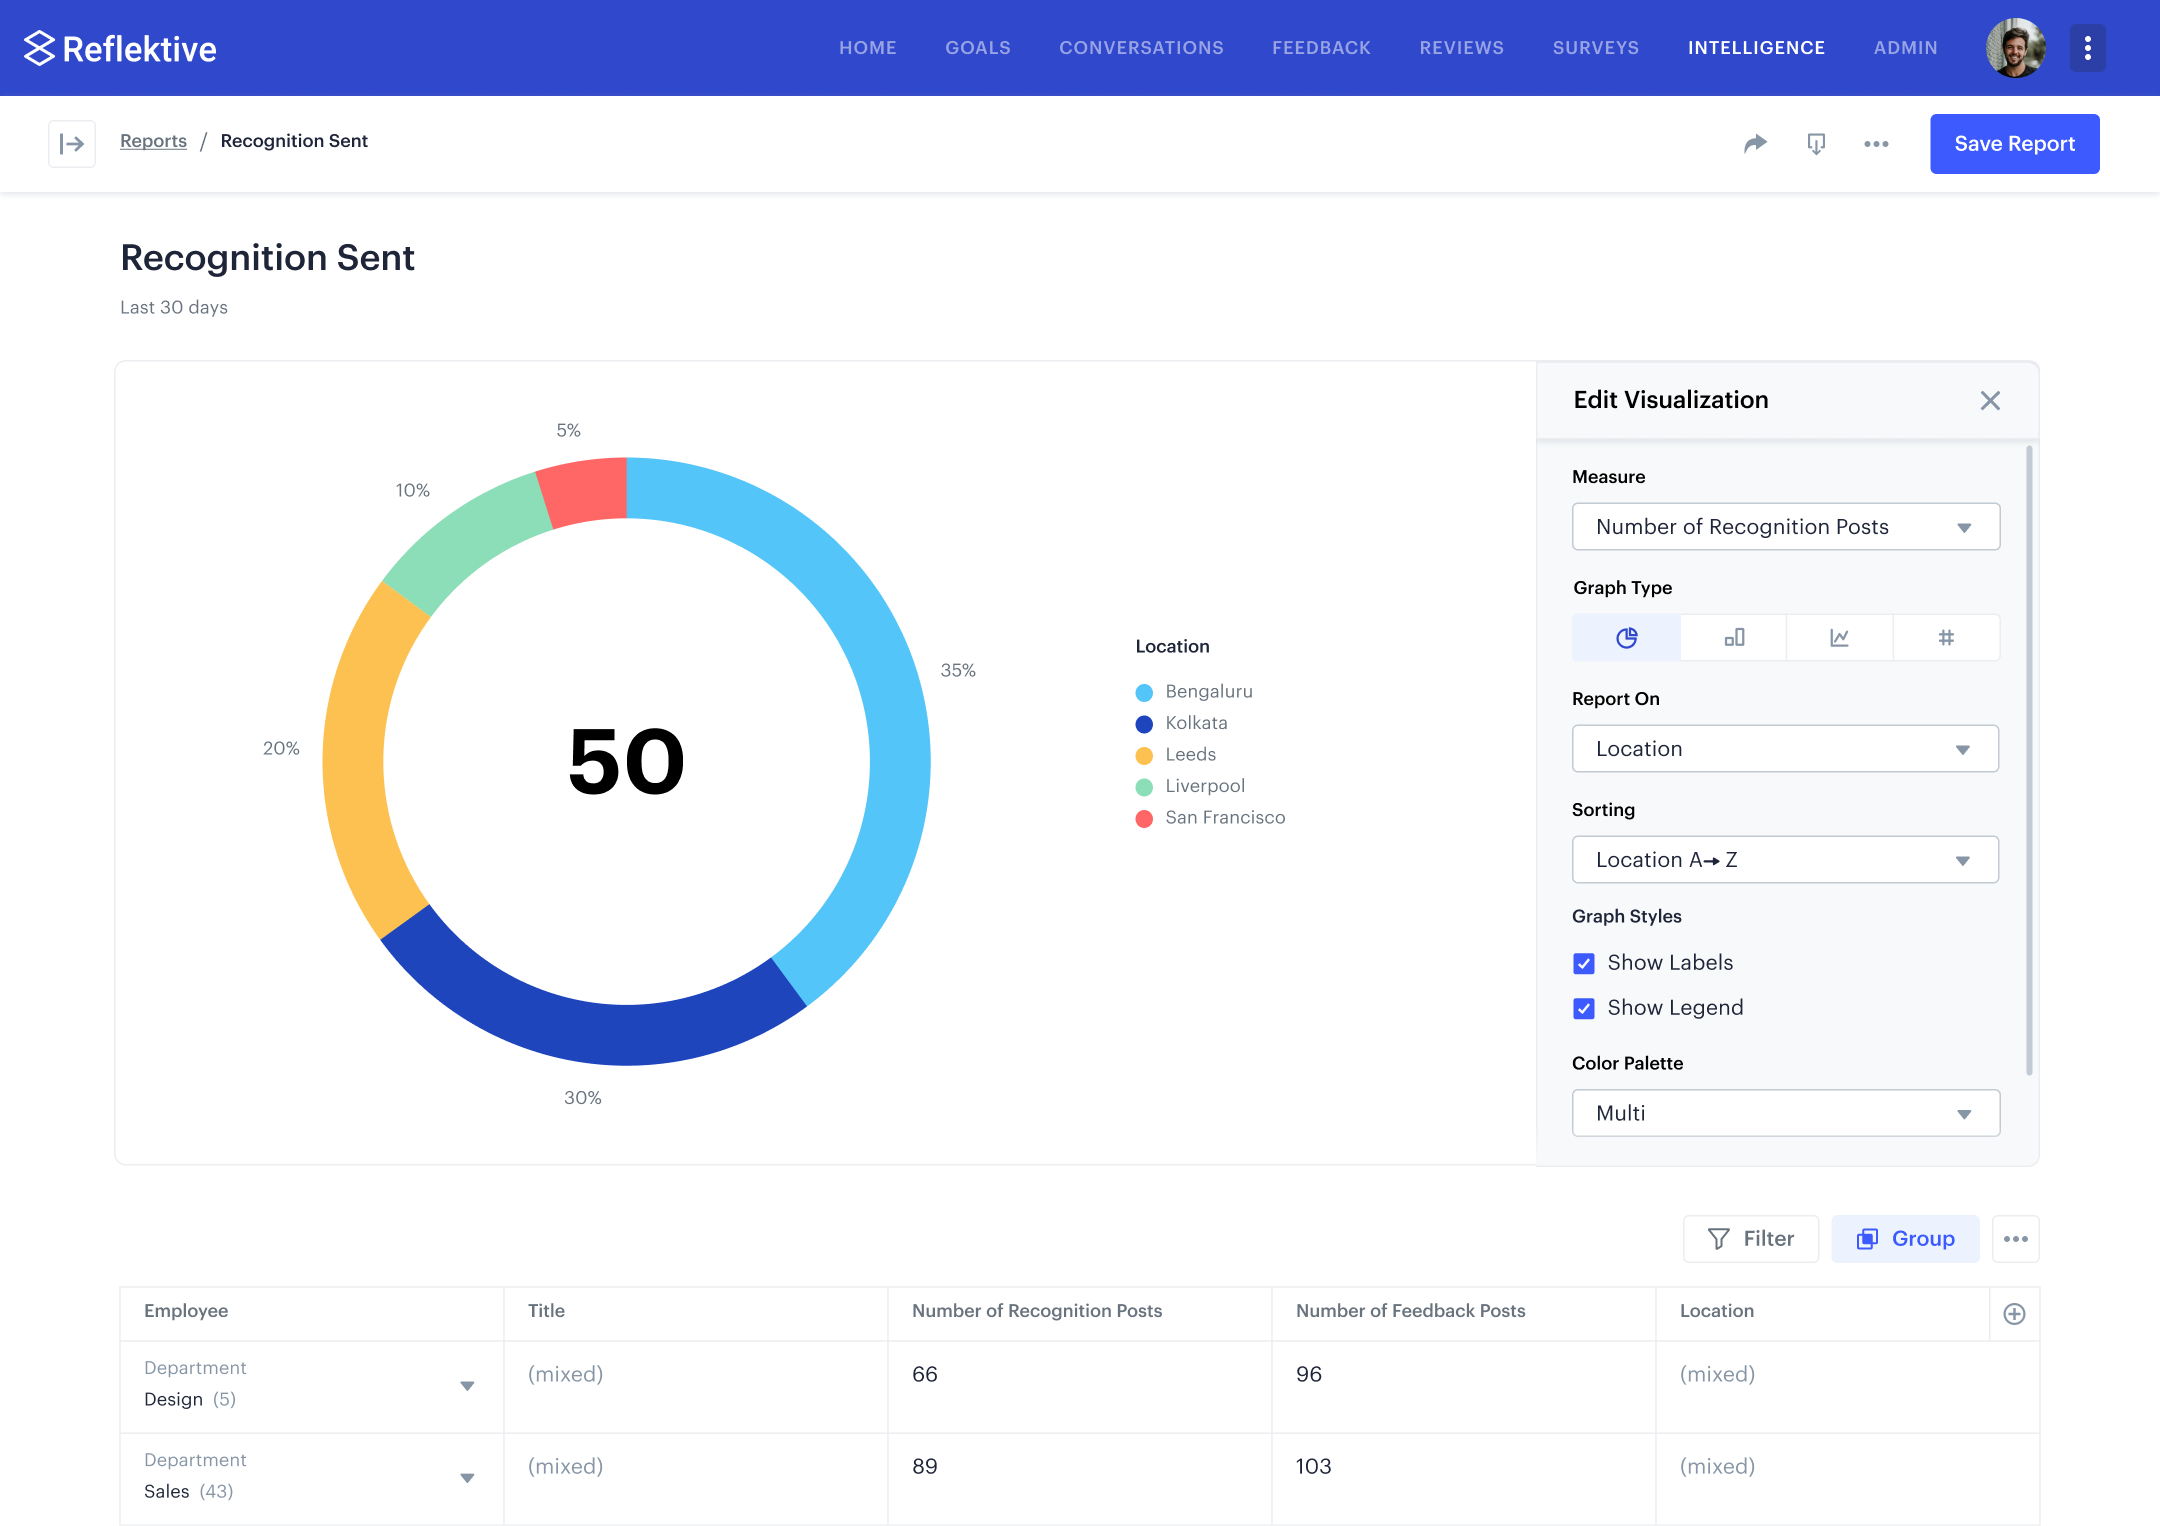 Reflektive
HOME GOALS CONVERSATIONS FEEDBACK REVIEWS SURVEYS INTELLIGENCE ADMIN
Reports / Recognition Sent
Save Report
Recognition Sent
Last 30 days
5%
10%
35%
20%
30%
50
Location
Bengaluru
Kolkata
Leeds
Liverpool
San Francisco
Edit Visualization
Measure
Number of Recognition Posts
Graph Type
Report On
Location
Sorting
Location A→ Z
Graph Styles
Show Labels
Show Legend
Color Palette
Multi
Filter Group
Employee Title Number of Recognition Posts Number of Feedback Posts Location
Department
Design (5) (mixed) 66 96 (mixed)
Department
Sales (43) (mixed) 89 103 (mixed)